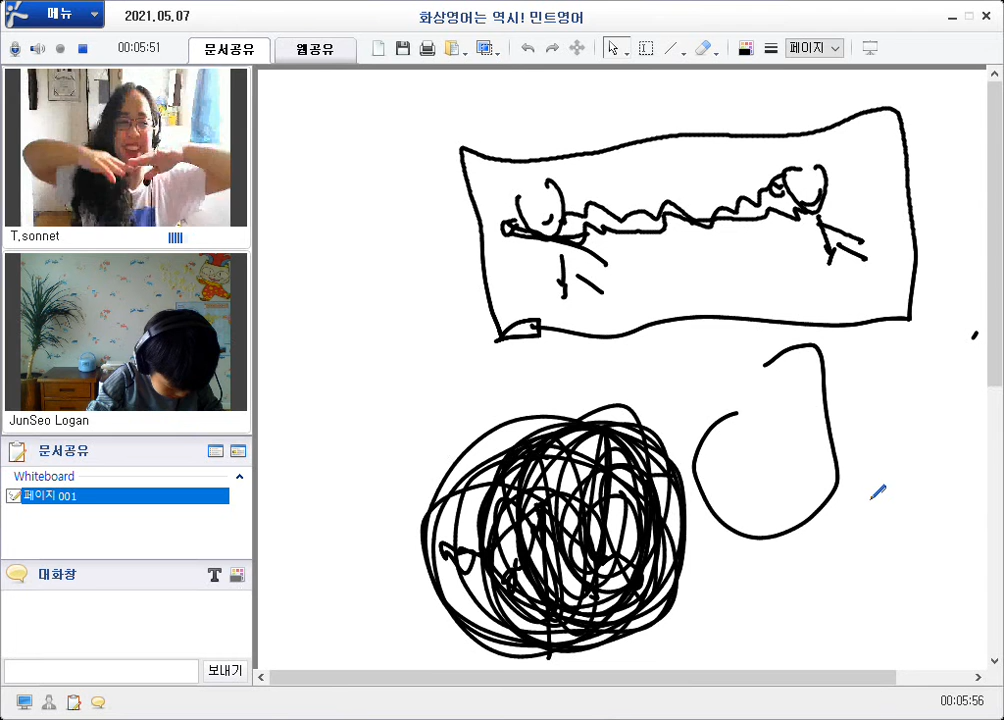 메뉴
2021.05.07
화상영어는 역시! 민트영어
00:05:51
문서공유
웹공유
페이지
T.sonnet
JunSeo Logan
문서공유
Whiteboard
페이지 001
대화창
T
보내기
00:05:56